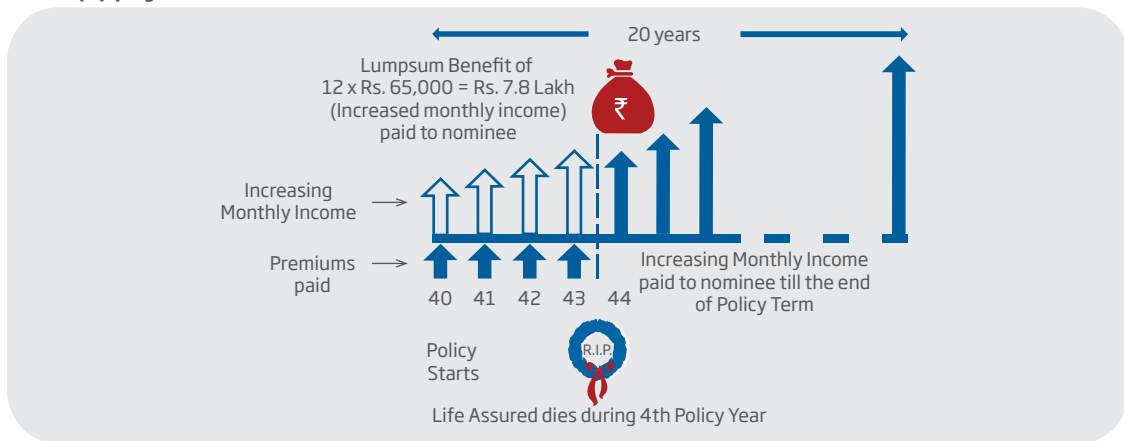 20 years
Lumpsum Benefit of
12 x Rs. 65,000 = Rs. 7.8 Lakh
(Increased monthly income)
paid to nominee
₹
Increasing
Monthly Income
Premiums
paid
40 41 42 43 44
Increasing Monthly Income
paid to nominee till the end
of Policy Term
Policy
Starts
R.I.P.
Life Assured dies during 4th Policy Year